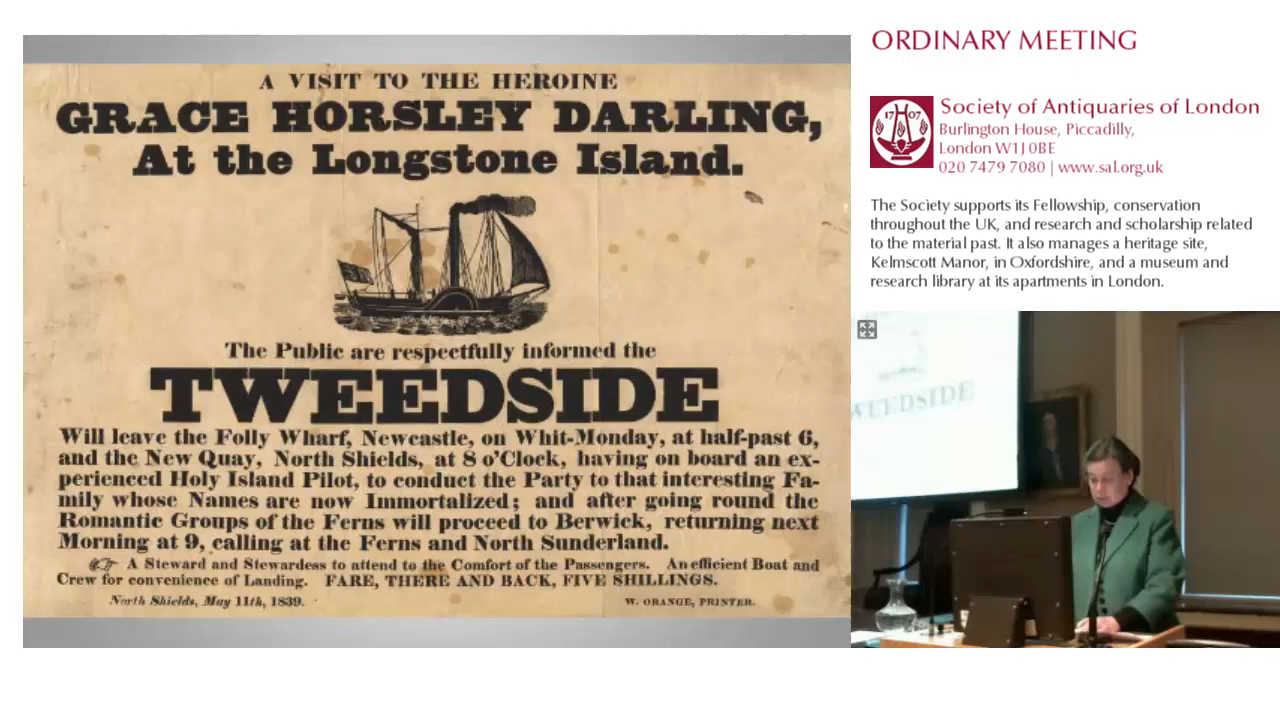 A VISIT TO THE HEROINE
GRACE HORSLEY DARLING,
At the Longstone Island.
The Public are respectfully informed the
TWEEDSIDE
Will leave the Folly Wharf, Newcastle, on Whit-Monday, at half-past 6,
and the New Quay, North Shields, at 8 o'Clock, having on board an ex-
perienced Holy Island Pilot, to conduct the Party to that interesting Fa-
mily whose Names are now Immortalized; and after going round the
Romantic Groups of the Ferns will proceed to Berwick, returning next
Morning at 9, calling at the Ferns and North Sunderland.
A Steward and Stewardess to attend to the Comfort of the Passengers. An efficient Boat and
Crew for convenience of Landing. FARE, THERE AND BACK, FIVE SHILLINGS.
North Shields, May 11th, 1839.
W. ORANGE, PRINTER.
ORDINARY MEETING
1707
Society of Antiquaries of London
Burlington House, Piccadilly,
London W1J 0BE
020 7479 7080 | www.sal.org.uk
The Society supports its Fellowship, conservation
throughout the UK, and research and scholarship related
to the material past. It also manages a heritage site,
Kelmscott Manor, in Oxfordshire, and a museum and
research library at its apartments in London.
WEEDSIDE